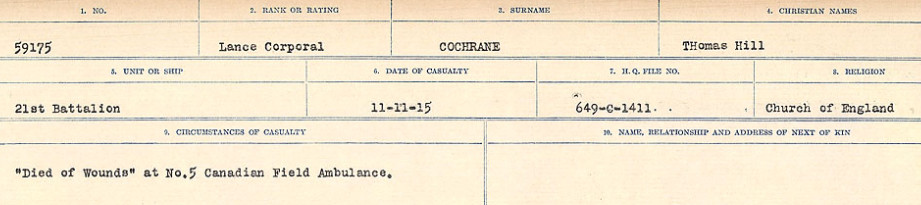 1. NO. 2. RANK OR RATING 3. SURNAME 4. CHRISTIAN NAMES
59175 Lance Corporal COCHRANE THomas Hill
5. UNIT OR SHIP 6. DATE OF CASUALTY 7. H.Q. FILE NO. 8. RELIGION
21st Battalion 11-11-15 649-C-1411. Church of England
9. CIRCUMSTANCES OF CASUALTY 10. NAME, RELATIONSHIP AND ADDRESS OF NEXT OF KIN
"Died of Wounds" at No.5 Canadian Field Ambulance.